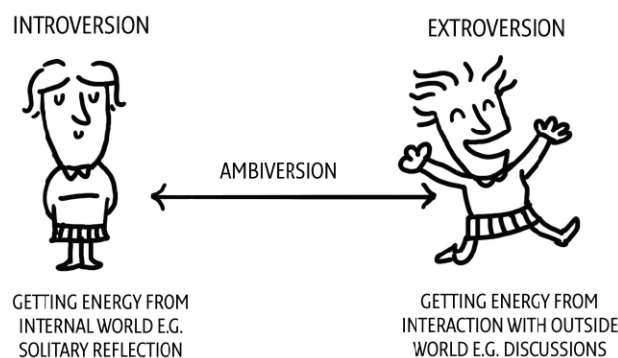 INTROVERSION
EXTROVERSION
AMBIVERSION
GETTING ENERGY FROM
INTERNAL WORLD E.G.
SOLITARY REFLECTION
GETTING ENERGY FROM
INTERACTION WITH OUTSIDE
WORLD E.G. DISCUSSIONS